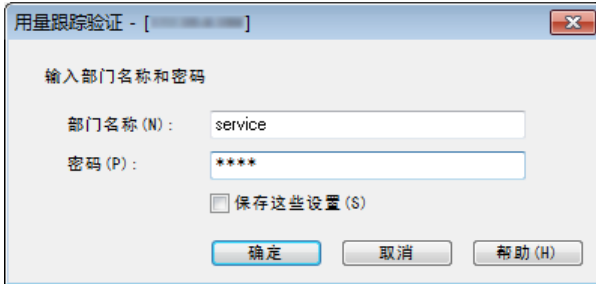 用量跟踪验证 - [ ]
输入部门名称和密码
部门名称(N): service
密码(P): ****
保存这些设置(S)
确定 取消 帮助(H)